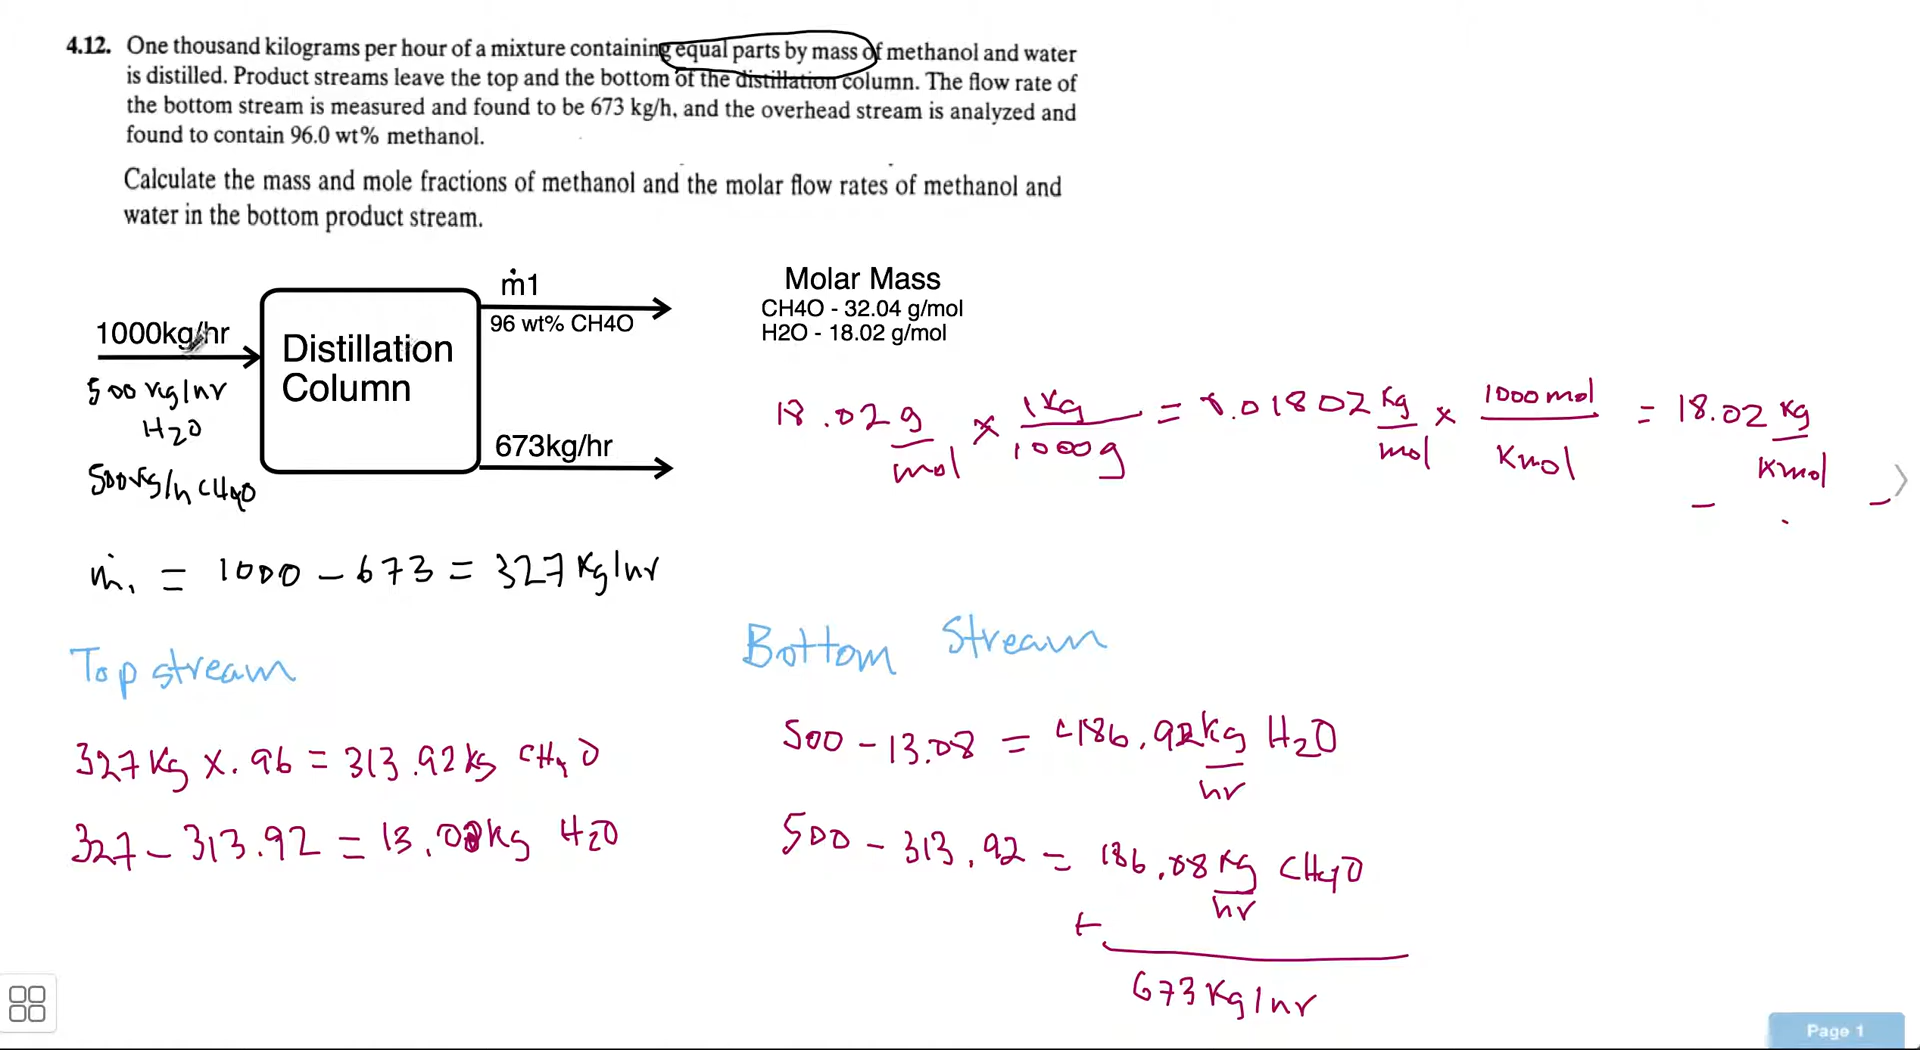 4.12. One thousand kilograms per hour of a mixture containing equal parts by mass of methanol and water
is distilled. Product streams leave the top and the bottom of the distillation column. The flow rate of
the bottom stream is measured and found to be 673 kg/h, and the overhead stream is analyzed and
found to contain 96.0 wt% methanol.
Calculate the mass and mole fractions of methanol and the molar flow rates of methanol and
water in the bottom product stream.
ṁ1
96 wt% CH4O
1000kg/hr
500 kg/hr
H2O
500kg/h CH4O
Distillation
Column
673kg/hr
Molar Mass
CH4O - 32.04 g/mol
H2O - 18.02 g/mol
18.02 g/mol × 1kg/1000g = 0.01802 kg/mol × 1000 mol/Kmol = 18.02 kg/Kmol
ṁ1 = 1000 - 673 = 327 kg/hr
Top stream
327 kg x .96 = 313.92 kg CH4O
327 - 313.92 = 13.08 kg H2O
Bottom Stream
500 - 13.08 = 486.92 kg/hr H2O
500 - 313.92 = 186.08 kg/hr CH4O
+
673 kg/hr
Page 1